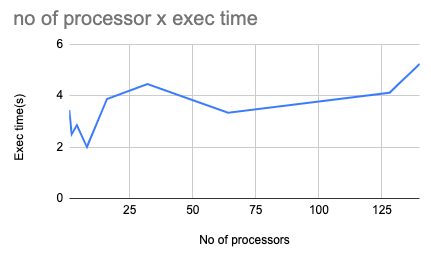 no of processor x exec time
Exec time(s)
6
4
2
0
25 50 75 100 125
No of processors